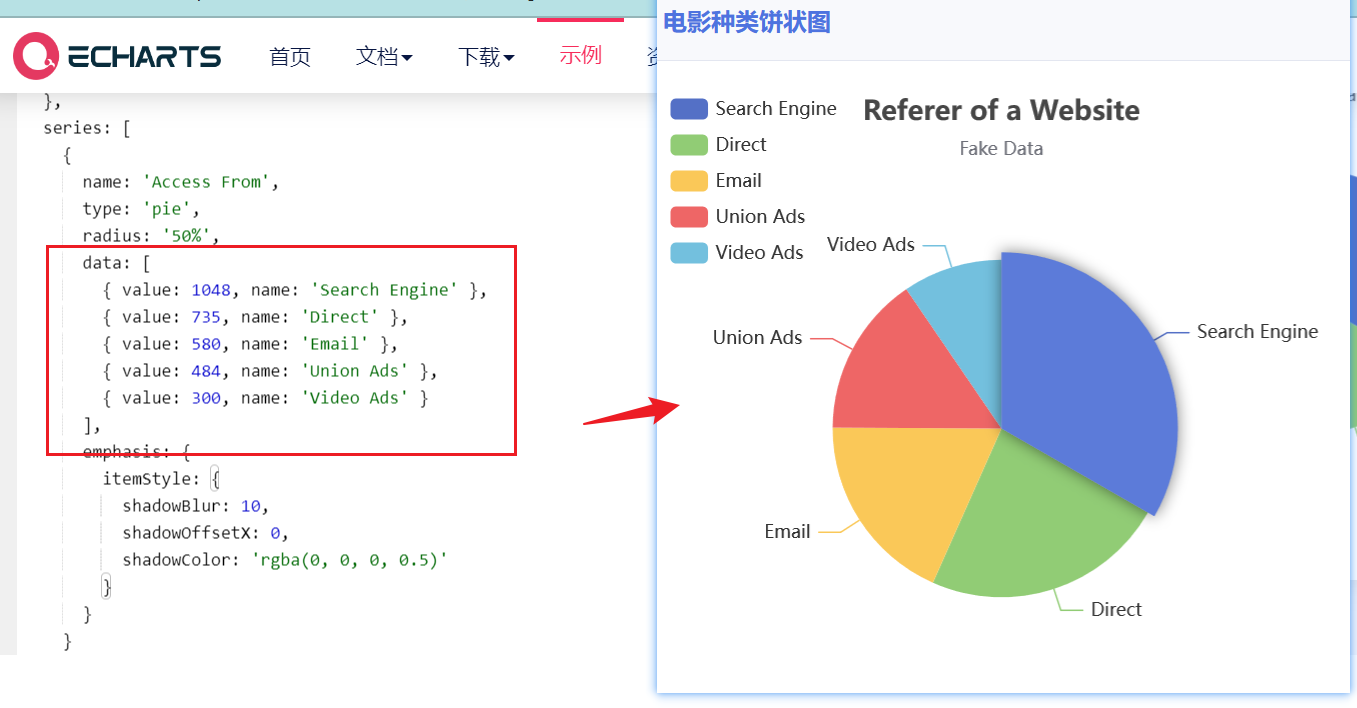 ECHARTS
首页
文档
下载
示例
},
series: [
{
name: 'Access From',
type: 'pie',
radius: '50%',
data: [
{ value: 1048, name: 'Search Engine' },
{ value: 735, name: 'Direct' },
{ value: 580, name: 'Email' },
{ value: 484, name: 'Union Ads' },
{ value: 300, name: 'Video Ads' }
],
emphasis: {
itemStyle: {
shadowBlur: 10,
shadowOffsetX: 0,
shadowColor: 'rgba(0, 0, 0, 0.5)'
}
}
}
电影种类饼状图
Search Engine
Direct
Email
Union Ads
Video Ads
Referer of a Website
Fake Data
Video Ads
Union Ads
Search Engine
Email
Direct